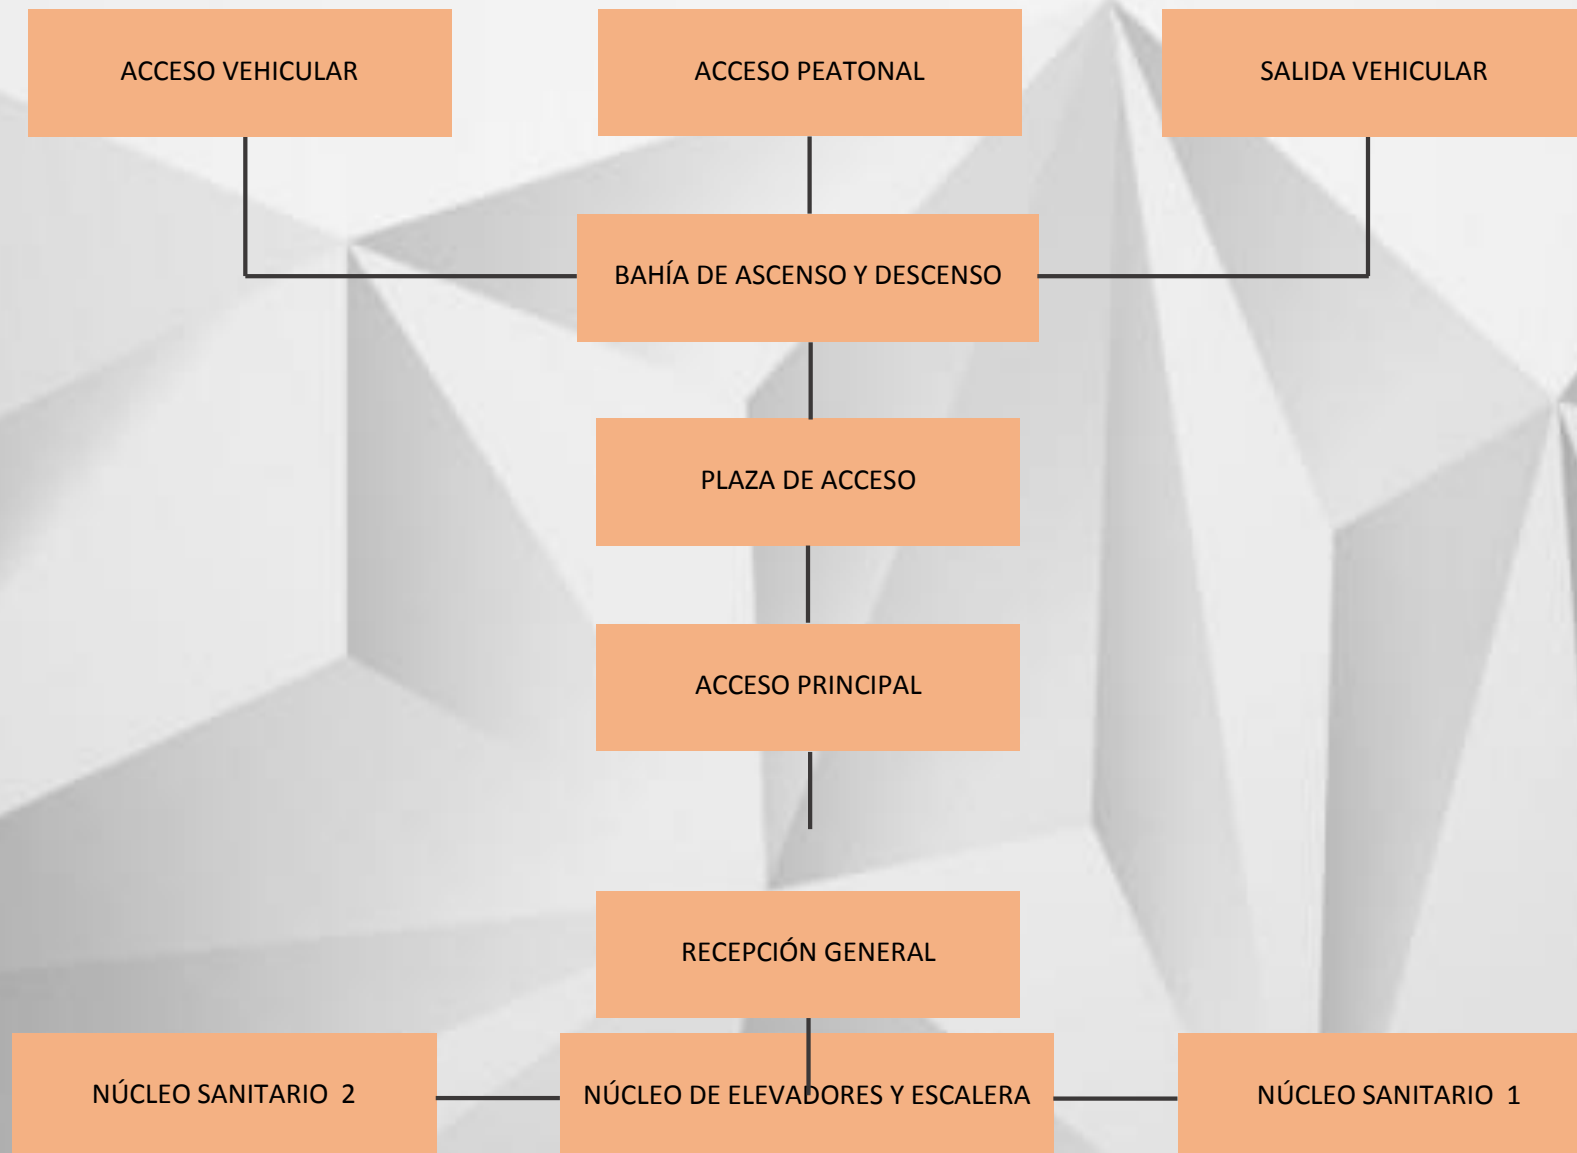 ACCESO VEHICULAR
ACCESO PEATONAL
SALIDA VEHICULAR
BAHÍA DE ASCENSO Y DESCENSO
PLAZA DE ACCESO
ACCESO PRINCIPAL
RECEPCIÓN GENERAL
NÚCLEO SANITARIO 2
NÚCLEO DE ELEVADORES Y ESCALERA
NÚCLEO SANITARIO 1